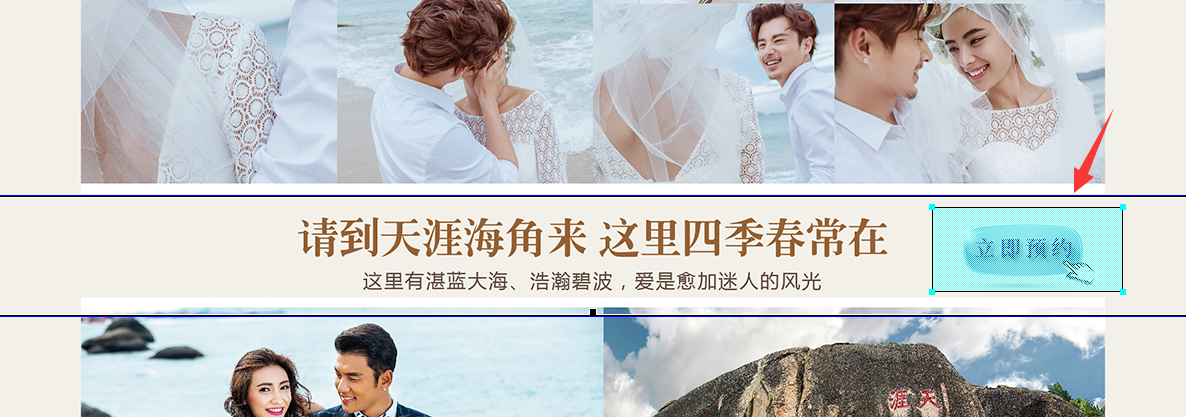 请到天涯海角来 这里四季春常在
立即预约
这里有湛蓝大海、浩瀚碧波，爱是愈加迷人的风光
天涯